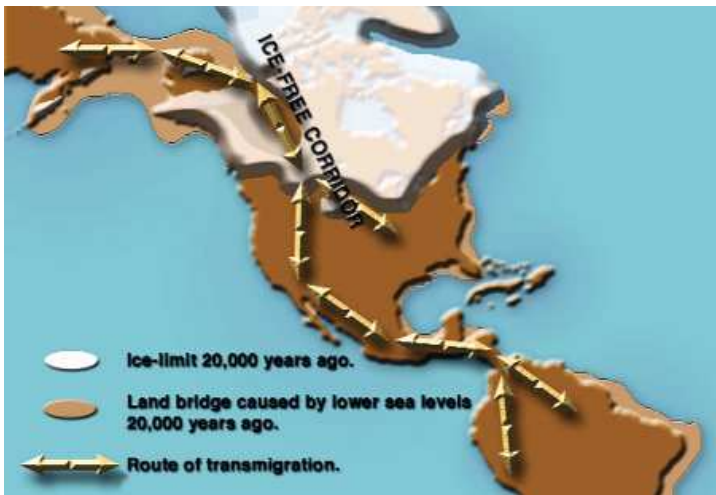 ICE-FREE CORRIDOR
Ice-limit 20,000 years ago.
Land bridge caused by lower sea levels
20,000 years ago.
Route of transmigration.